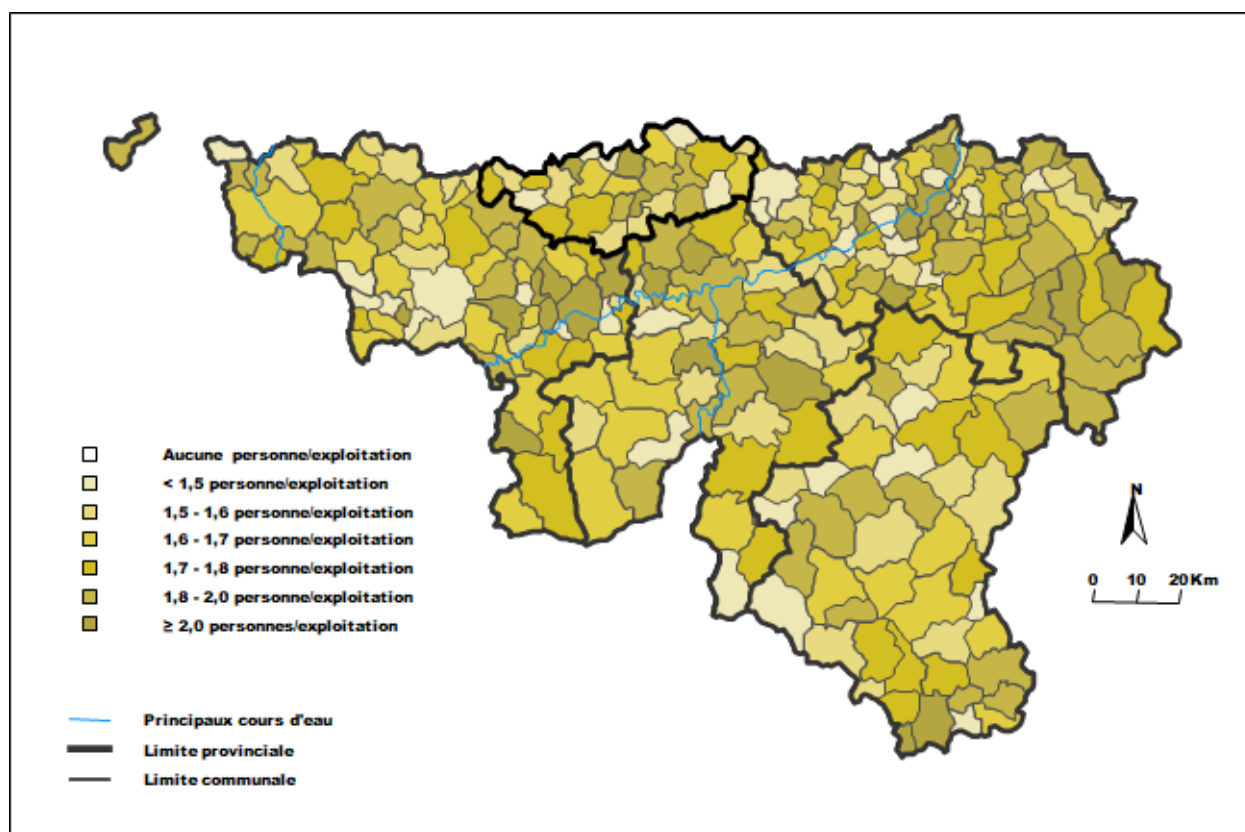 Aucune personne/exploitation
< 1,5 personne/exploitation
1,5 - 1,6 personne/exploitation
1,6 - 1,7 personne/exploitation
1,7 - 1,8 personne/exploitation
1,8 - 2,0 personne/exploitation
≥ 2,0 personnes/exploitation
N
0 10 20 Km
Principaux cours d'eau
Limite provinciale
Limite communale